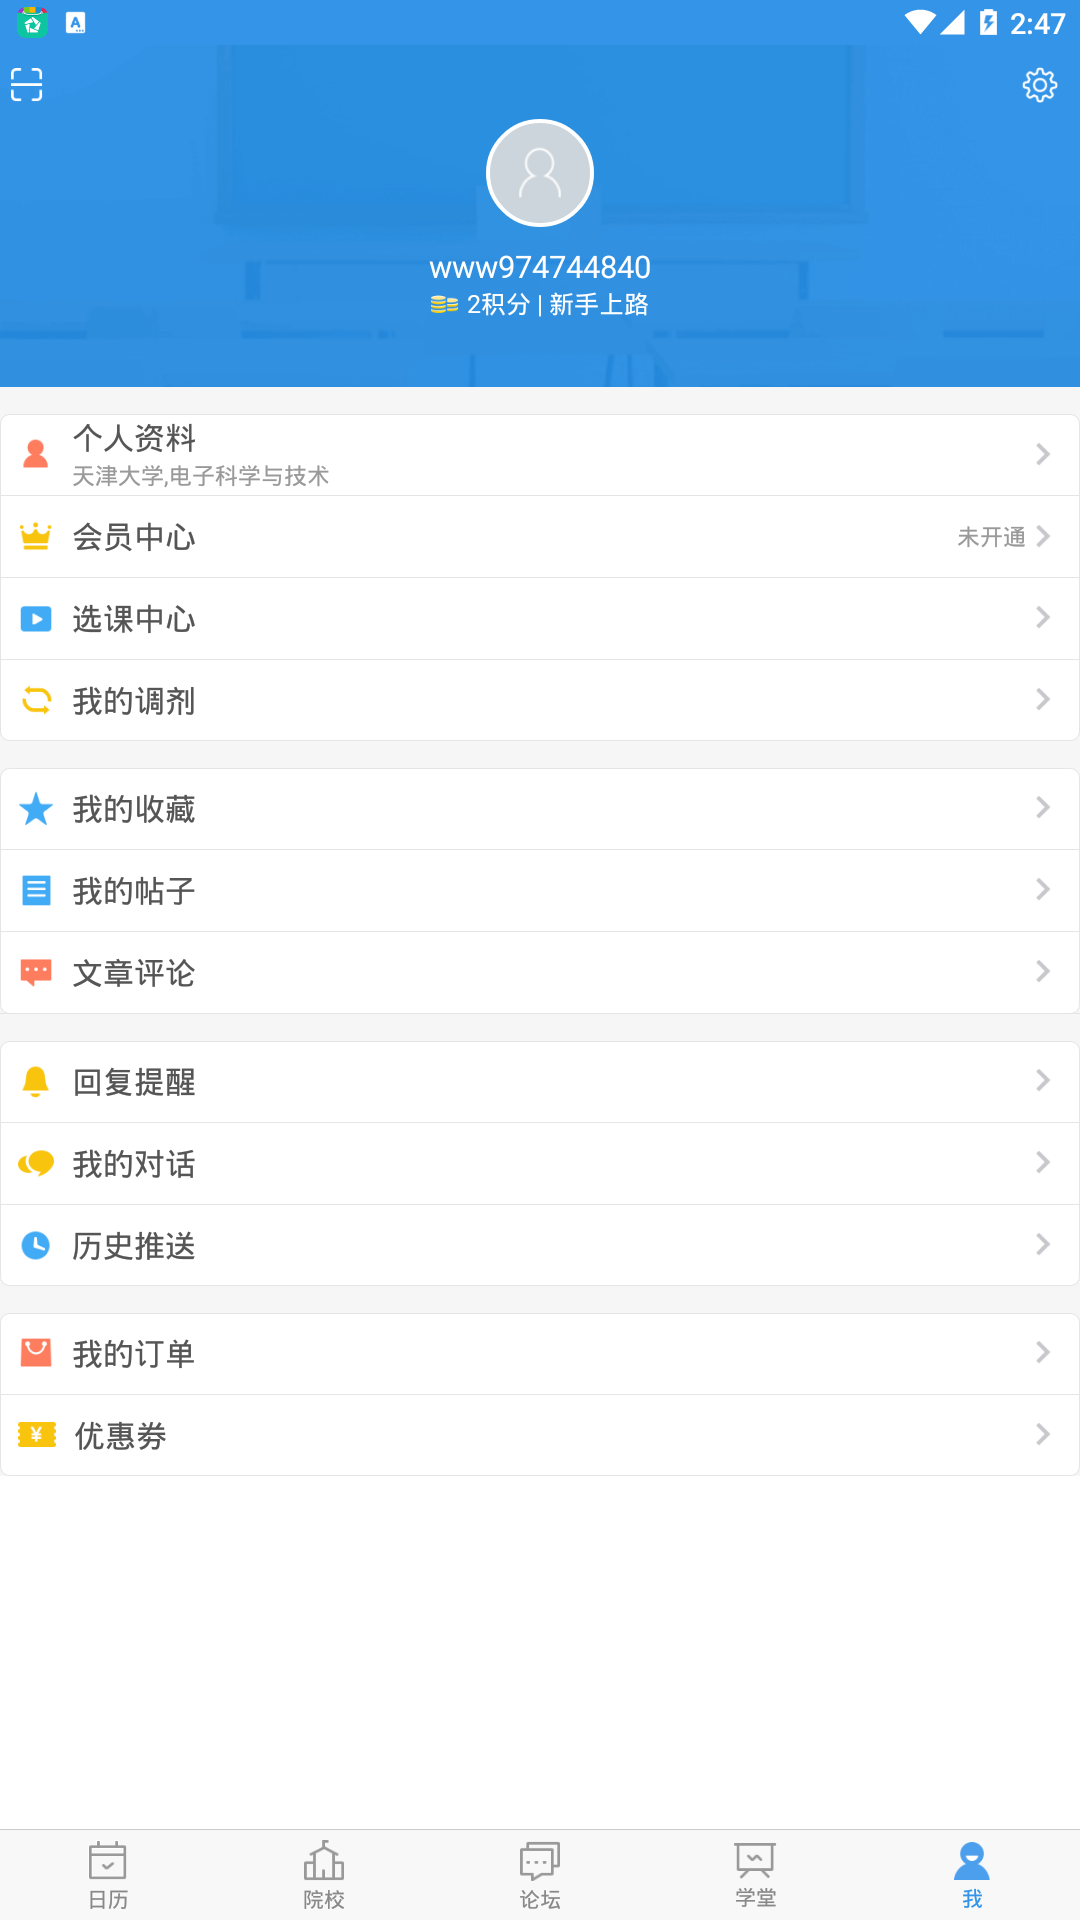 2:47
www974744840
2积分 | 新手上路
个人资料
天津大学,电子科学与技术
会员中心
未开通
选课中心
我的调剂
我的收藏
我的帖子
文章评论
回复提醒
我的对话
历史推送
我的订单
优惠劵
日历
院校
论坛
学堂
我